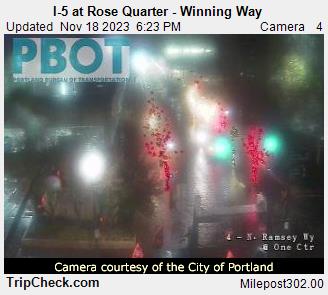 I-5 at Rose Quarter - Winning Way
Updated Nov 18 2023 6:23 PM Camera 4
PBOT
PORTLAND BUREAU OF TRANSPORTATION
4 - N. Ramsey Wy
@ One Ctr
Camera courtesy of the City of Portland
TripCheck.com Milepost302.00